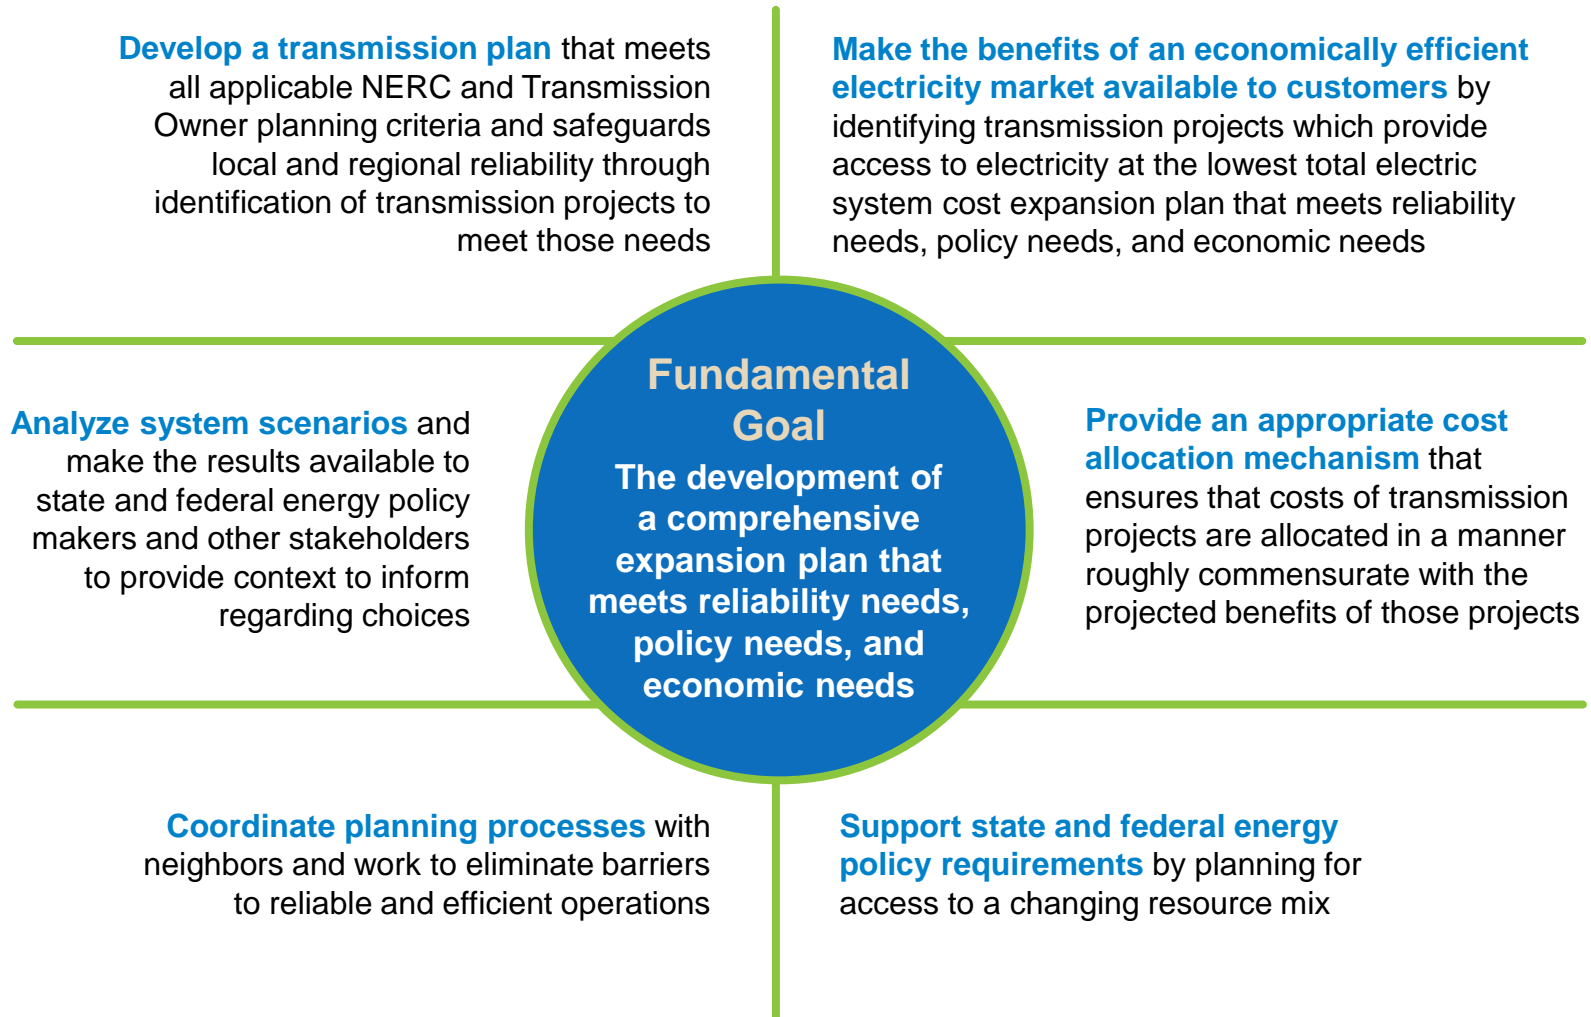 Develop a transmission plan that meets
all applicable NERC and Transmission
Owner planning criteria and safeguards
local and regional reliability through
identification of transmission projects to
meet those needs
Make the benefits of an economically efficient
electricity market available to customers by
identifying transmission projects which provide
access to electricity at the lowest total electric
system cost expansion plan that meets reliability
needs, policy needs, and economic needs
Analyze system scenarios and
make the results available to
state and federal energy policy
makers and other stakeholders
to provide context to inform
regarding choices
Fundamental
Goal
The development of
a comprehensive
expansion plan that
meets reliability needs,
policy needs, and
economic needs
Provide an appropriate cost
allocation mechanism that
ensures that costs of transmission
projects are allocated in a manner
roughly commensurate with the
projected benefits of those projects
Coordinate planning processes with
neighbors and work to eliminate barriers
to reliable and efficient operations
Support state and federal energy
policy requirements by planning for
access to a changing resource mix